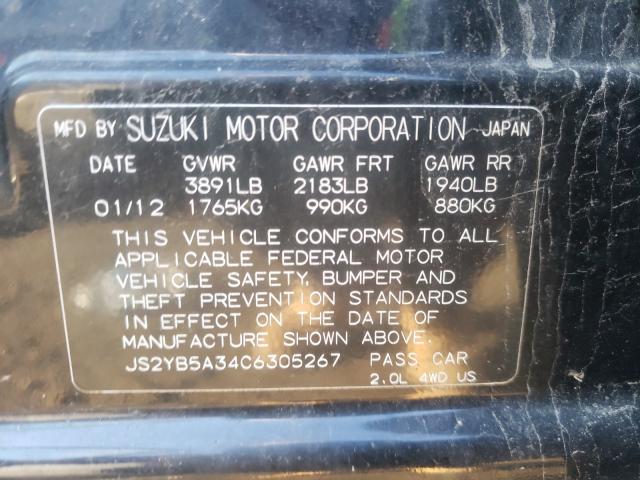 MFD BY SUZUKI MOTOR CORPORATION JAPAN
DATE GVWR GAWR FRT GAWR RR
3891LB 2183LB 1940LB
01/12 1765KG 990KG 880KG
THIS VEHICLE CONFORMS TO ALL
APPLICABLE FEDERAL MOTOR
VEHICLE SAFETY, BUMPER AND
THEFT PREVENTION STANDARDS
IN EFFECT ON THE DATE OF
MANUFACTURE SHOWN ABOVE.
JS2YB5A34C6305267 PASS CAR
2.0L 4WD US